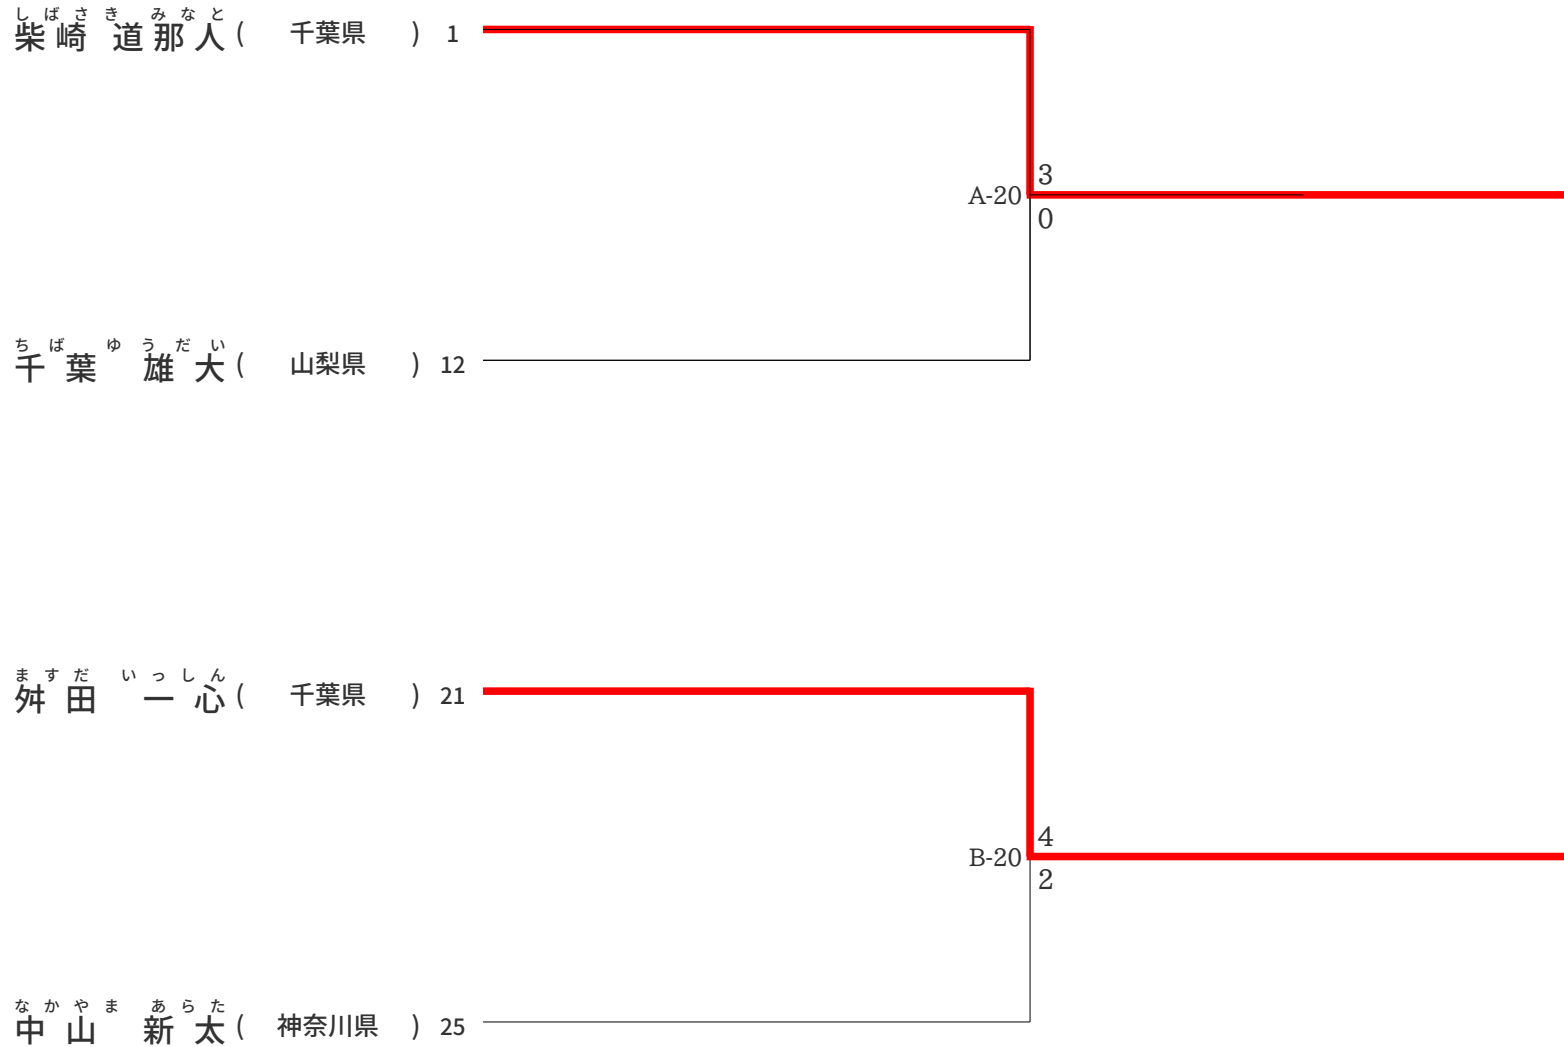 しばさき みなと
柴崎 道那人 ( 千葉県 ) 1
3
A-20
0
ちば ゆうだい
千葉 雄大 ( 山梨県 ) 12
ますだ いっしん
舛田 一心 ( 千葉県 ) 21
4
B-20
2
なかやま あらた
中山 新太 ( 神奈川県 ) 25